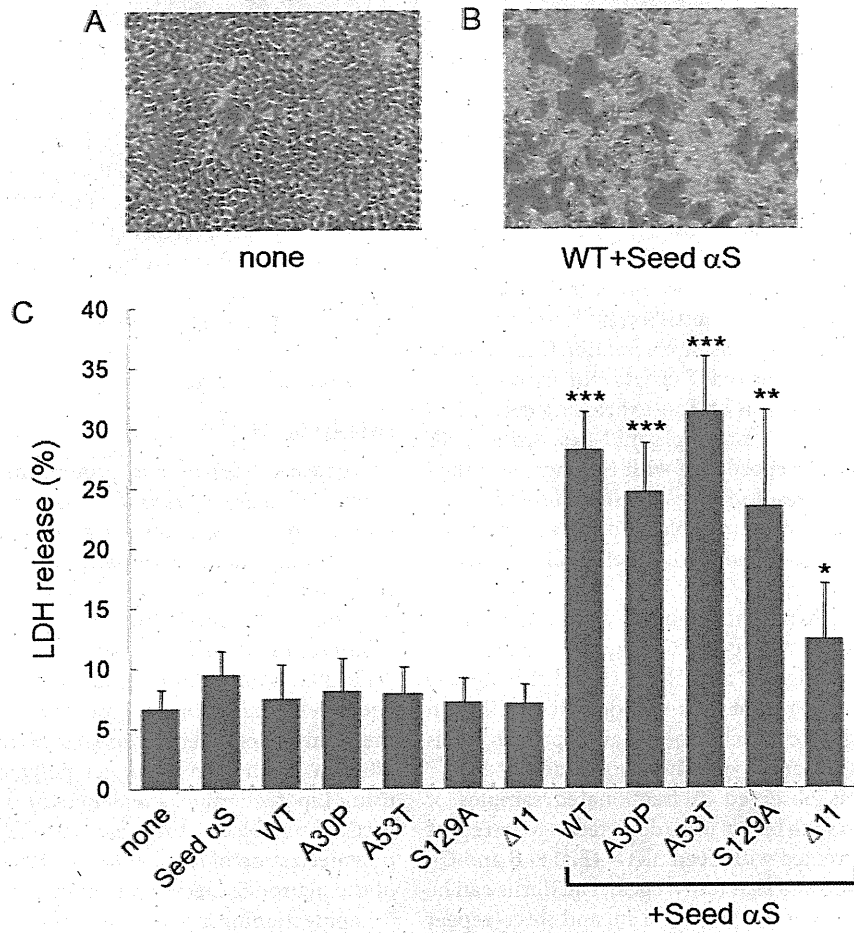 A
B
none
WT+Seed αS
C
LDH release (%)
40
35
30
25
20
15
10
5
0
***
***
***
**
*
none
Seed αS
WT
A30P
A53T
S129A
Δ11
WT
A30P
A53T
S129A
Δ11
+Seed αS